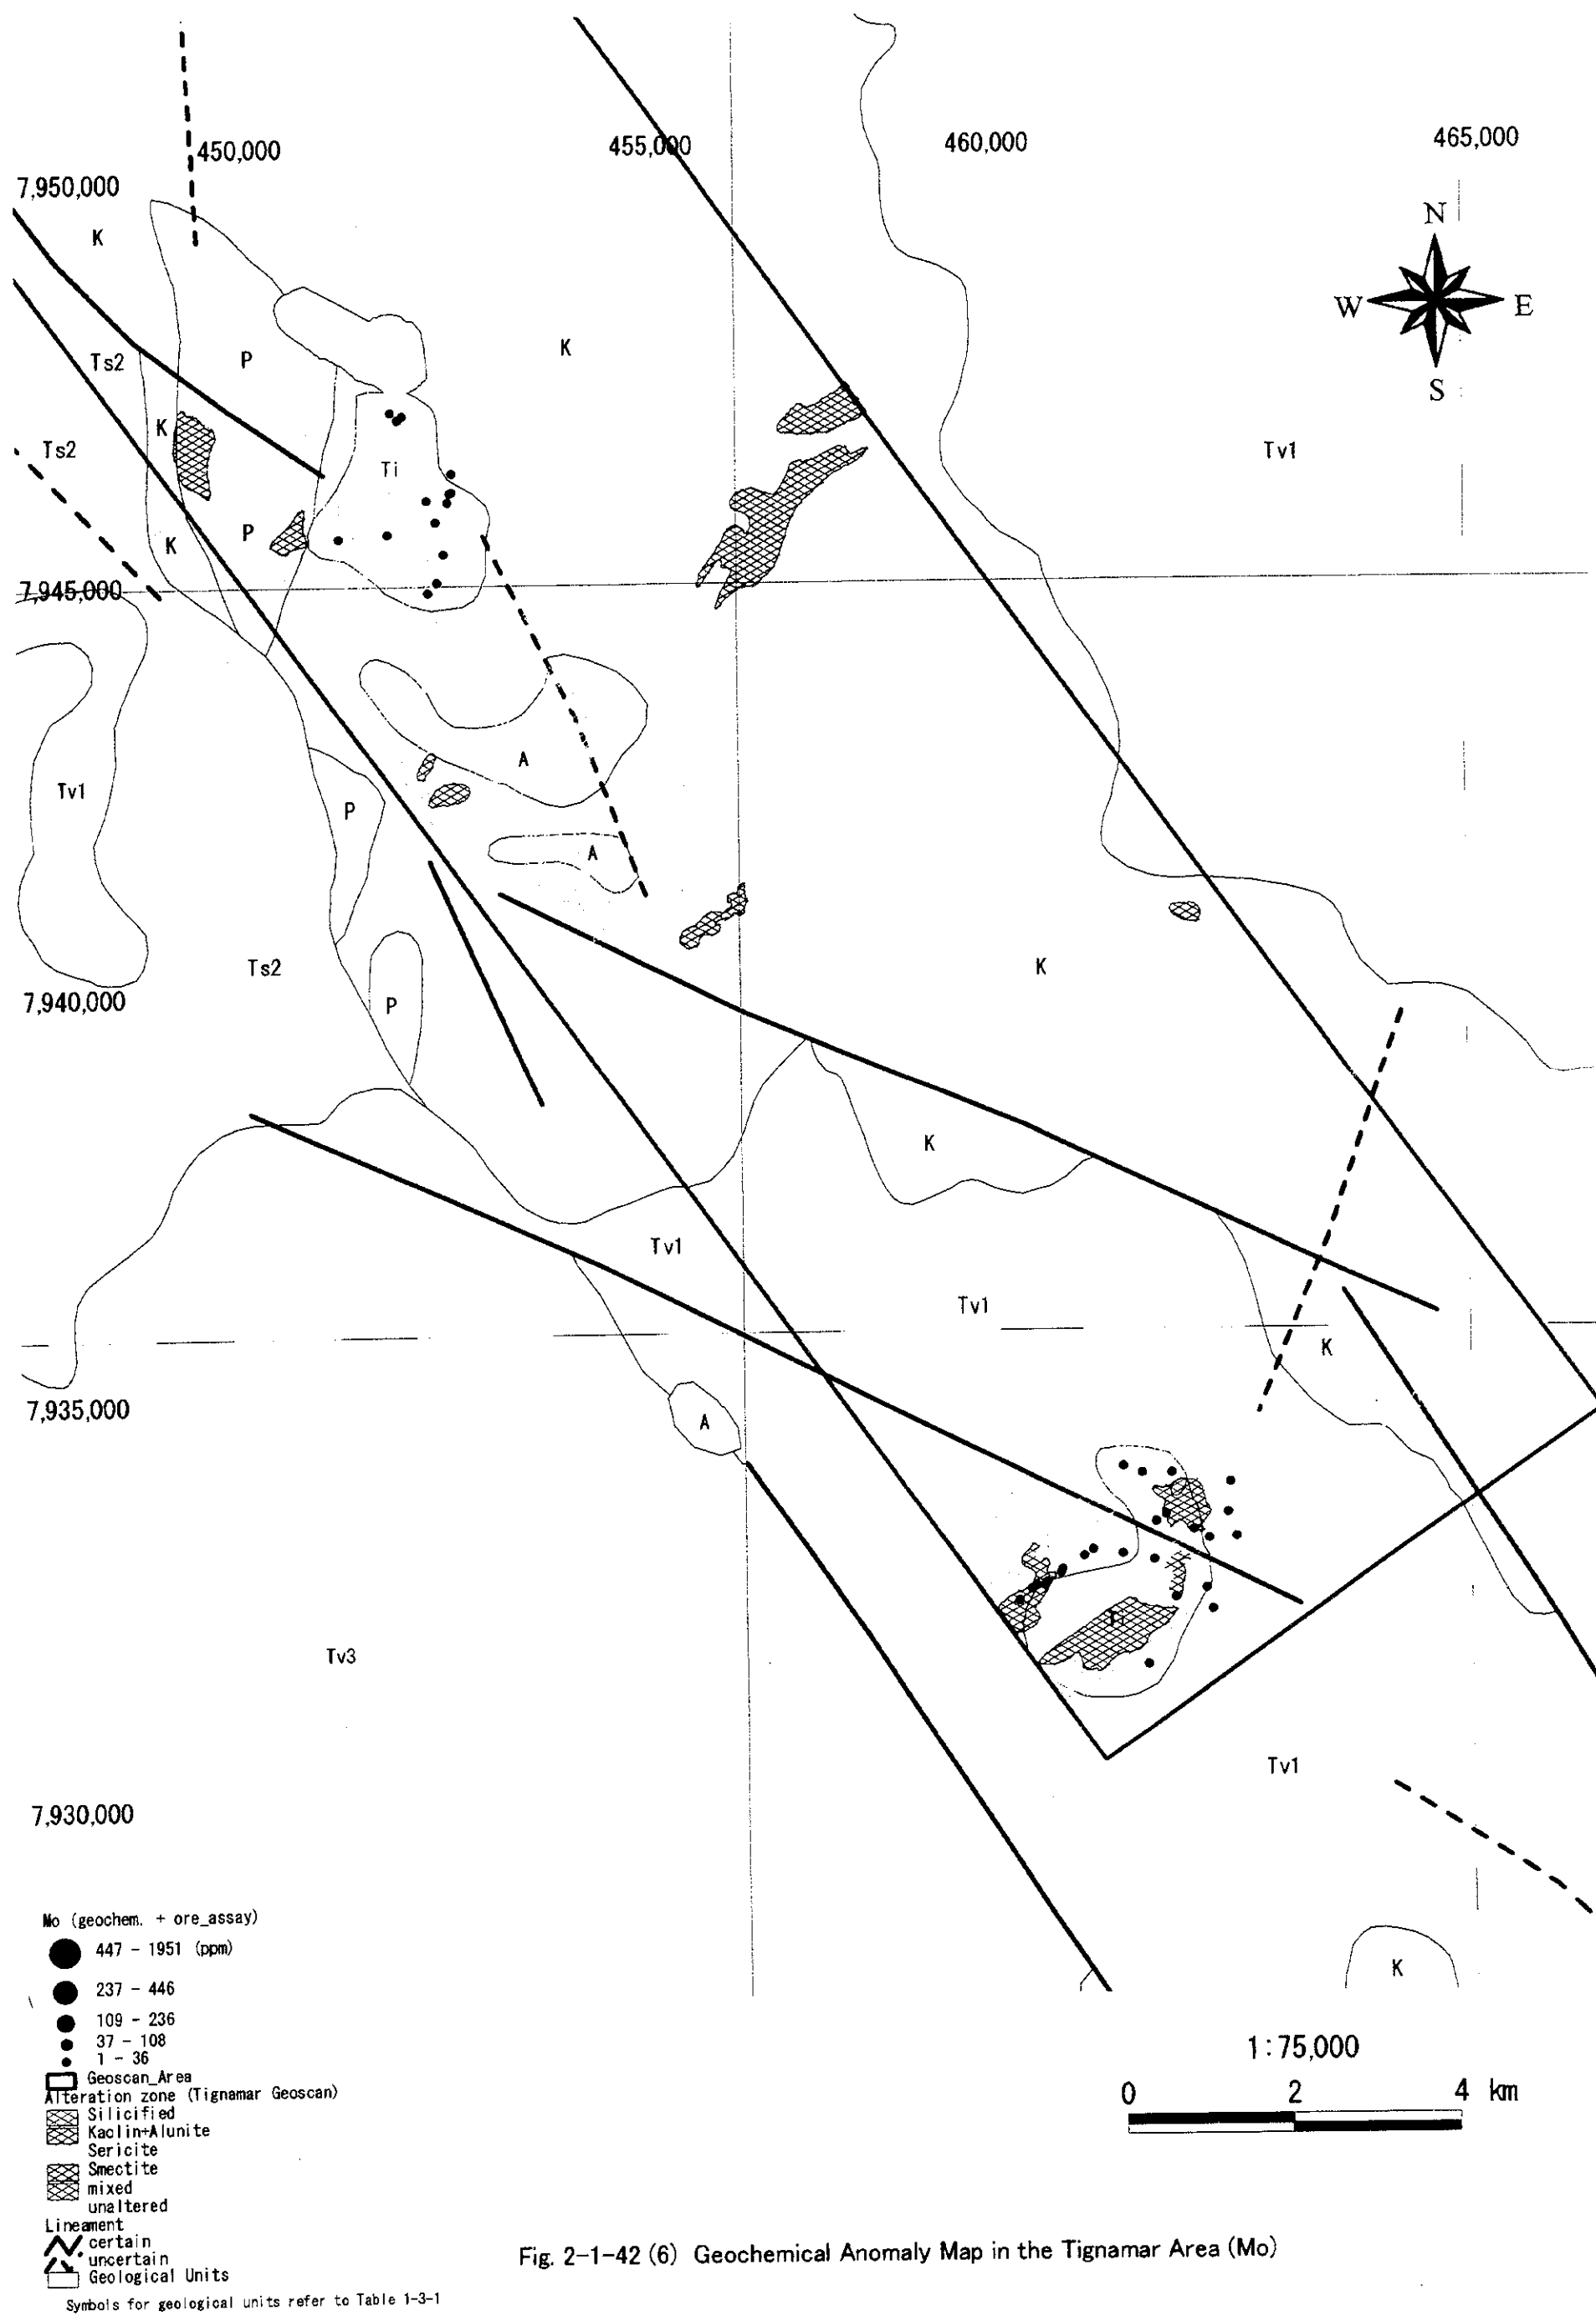 450,000
455,000
460,000
465,000
7,950,000
N
W
E
S
K
K
Ts2
P
K
Tv1
Ts2
Ti
K
P
7,945,000
A
Tv1
P
A
Ts2
K
7,940,000
P
K
Tv1
Tv1
K
7,935,000
A
Tv3
Tv1
7,930,000
K
Mo (geochem. + ore_assay)
447 - 1951 (ppm)
237 - 446
109 - 236
37 - 108
1 - 36
Geoscan_Area
Alteration zone (Tignamar Geoscan)
Silicified
Kaolin+Alunite
Sericite
Smectite
mixed
unaltered
Lineament
certain
uncertain
Geological Units
Symbols for geological units refer to Table 1-3-1
1:75,000
0 2 4 km
Fig. 2-1-42 (6) Geochemical Anomaly Map in the Tignamar Area (Mo)